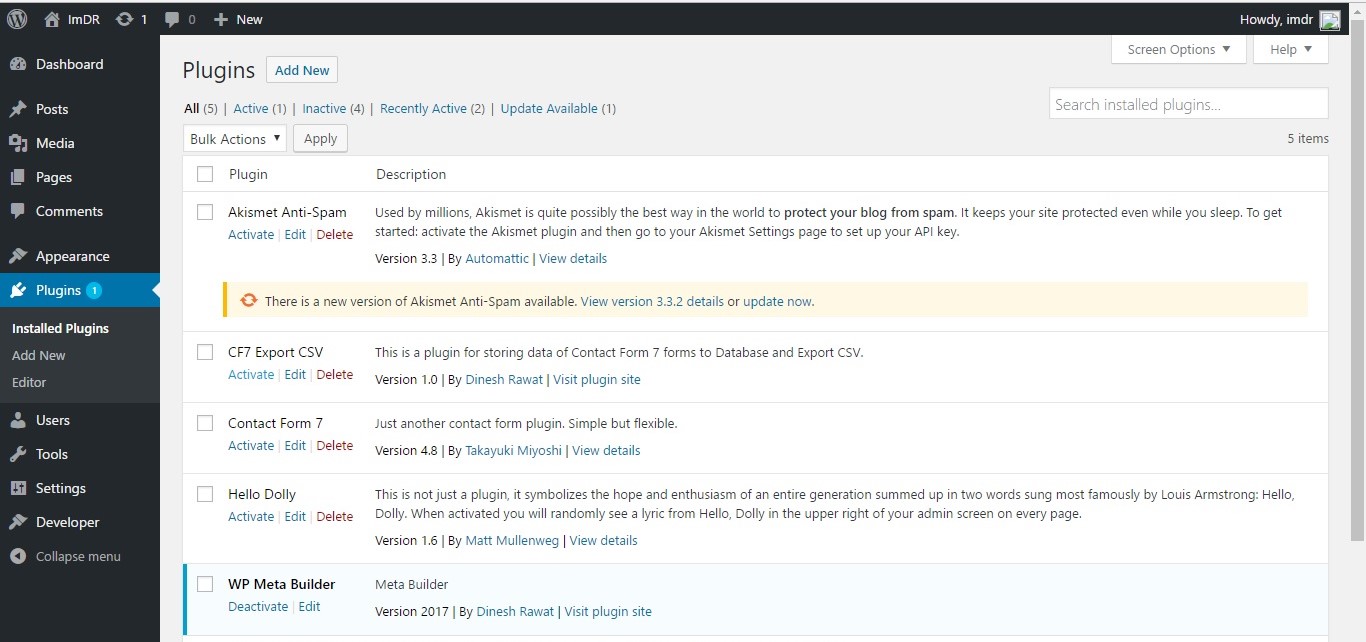 ImDR 1 0 New Howdy, imdr
Screen Options Help
Dashboard
Posts
Media
Pages
Comments
Appearance
Plugins 1
Installed Plugins
Add New
Editor
Users
Tools
Settings
Developer
Collapse menu
Plugins Add New
All (5) | Active (1) | Inactive (4) | Recently Active (2) | Update Available (1)
Search installed plugins...
Bulk Actions Apply
5 items
Plugin Description
Akismet Anti-Spam
Activate | Edit | Delete
Used by millions, Akismet is quite possibly the best way in the world to protect your blog from spam. It keeps your site protected even while you sleep. To get
started: activate the Akismet plugin and then go to your Akismet Settings page to set up your API key.
Version 3.3 | By Automattic | View details
There is a new version of Akismet Anti-Spam available. View version 3.3.2 details or update now.
CF7 Export CSV
Activate | Edit | Delete
This is a plugin for storing data of Contact Form 7 forms to Database and Export CSV.
Version 1.0 | By Dinesh Rawat | Visit plugin site
Contact Form 7
Activate | Edit | Delete
Just another contact form plugin. Simple but flexible.
Version 4.8 | By Takayuki Miyoshi | View details
Hello Dolly
Activate | Edit | Delete
This is not just a plugin, it symbolizes the hope and enthusiasm of an entire generation summed up in two words sung most famously by Louis Armstrong: Hello,
Dolly. When activated you will randomly see a lyric from Hello, Dolly in the upper right of your admin screen on every page.
Version 1.6 | By Matt Mullenweg | View details
WP Meta Builder
Deactivate | Edit
Meta Builder
Version 2017 | By Dinesh Rawat | Visit plugin site